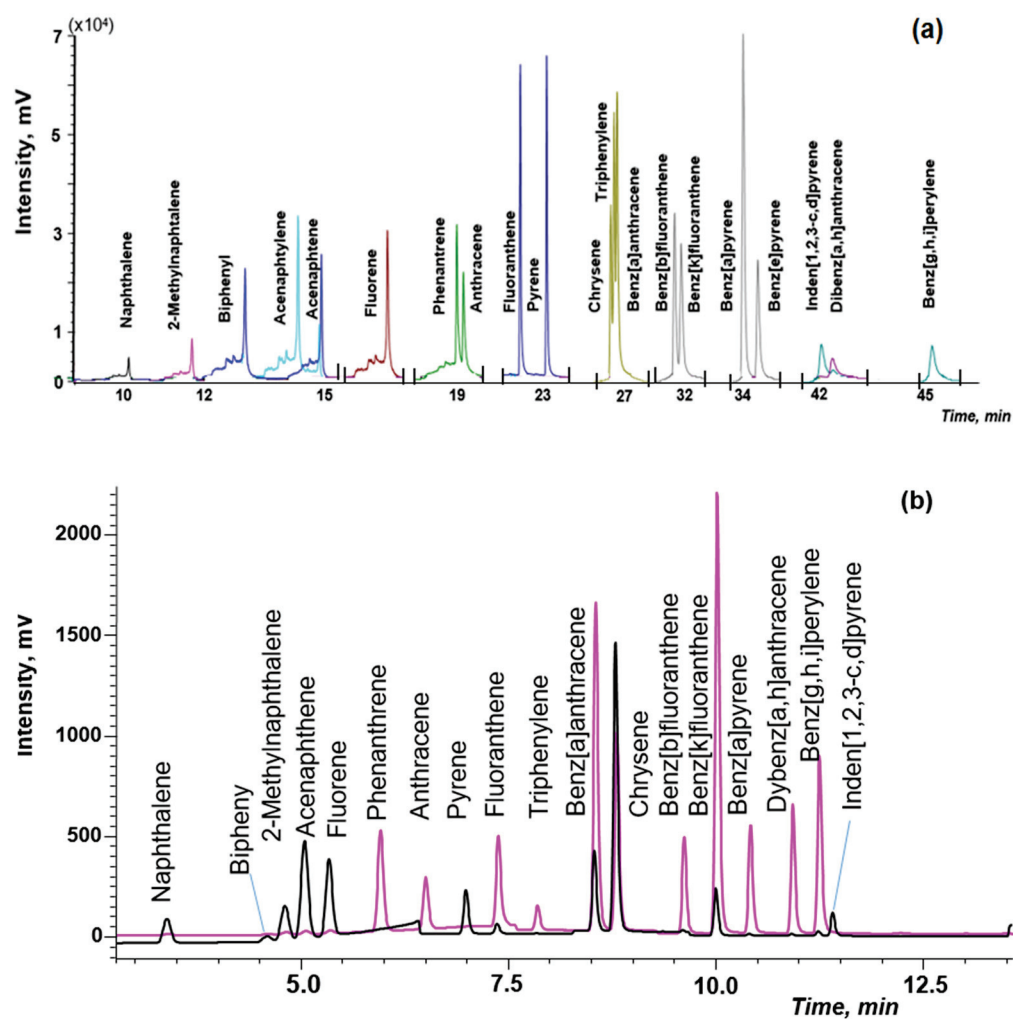 (x10⁴)
(a)
7
5
3
1
0
Intensity, mV
Naphthalene
2-Methylnaphtalene
Biphenyl
Acenaphtylene
Acenaphtene
Fluorene
Phenantrene
Anthracene
Fluoranthene
Pyrene
Chrysene
Triphenylene
Benz[a]anthracene
Benz[b]fluoranthene
Benz[k]fluoranthene
Benz[a]pyrene
Benz[e]pyrene
Inden[1,2,3-c,d]pyrene
Dibenz[a,h]anthracene
Benz[g,h,i]perylene
10 12 15 19 23 27 32 34 42 45
Time, min
(b)
2000
1500
1000
500
0
Intensity, mV
Naphthalene
Bipheny
2-Methylnaphthalene
Acenaphthene
Fluorene
Phenanthrene
Anthracene
Pyrene
Fluoranthene
Triphenylene
Benz[a]anthracene
Chrysene
Benz[b]fluoranthene
Benz[k]fluoranthene
Benz[a]pyrene
Dybenz[a,h]anthracene
Benz[g,h,i]perylene
Inden[1,2,3-c,d]pyrene
5.0 7.5 10.0 12.5
Time, min